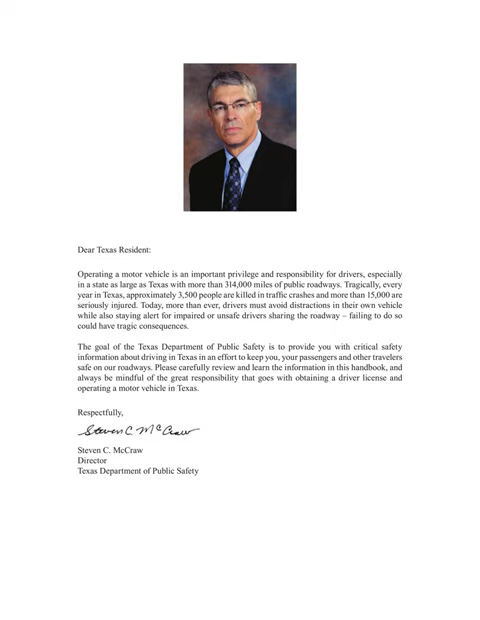 Dear Texas Resident:
Operating a motor vehicle is an important privilege and responsibility for drivers, especially
in a state as large as Texas with more than 314,000 miles of public roadways. Tragically, every
year in Texas, approximately 3,500 people are killed in traffic crashes and more than 15,000 are
seriously injured. Today, more than ever, drivers must avoid distractions in their own vehicle
while also staying alert for impaired or unsafe drivers sharing the roadway – failing to do so
could have tragic consequences.
The goal of the Texas Department of Public Safety is to provide you with critical safety
information about driving in Texas in an effort to keep you, your passengers and other travelers
safe on our roadways. Please carefully review and learn the information in this handbook, and
always be mindful of the great responsibility that goes with obtaining a driver license and
operating a motor vehicle in Texas.
Respectfully,
Steven C. McCraw
Steven C. McCraw
Director
Texas Department of Public Safety